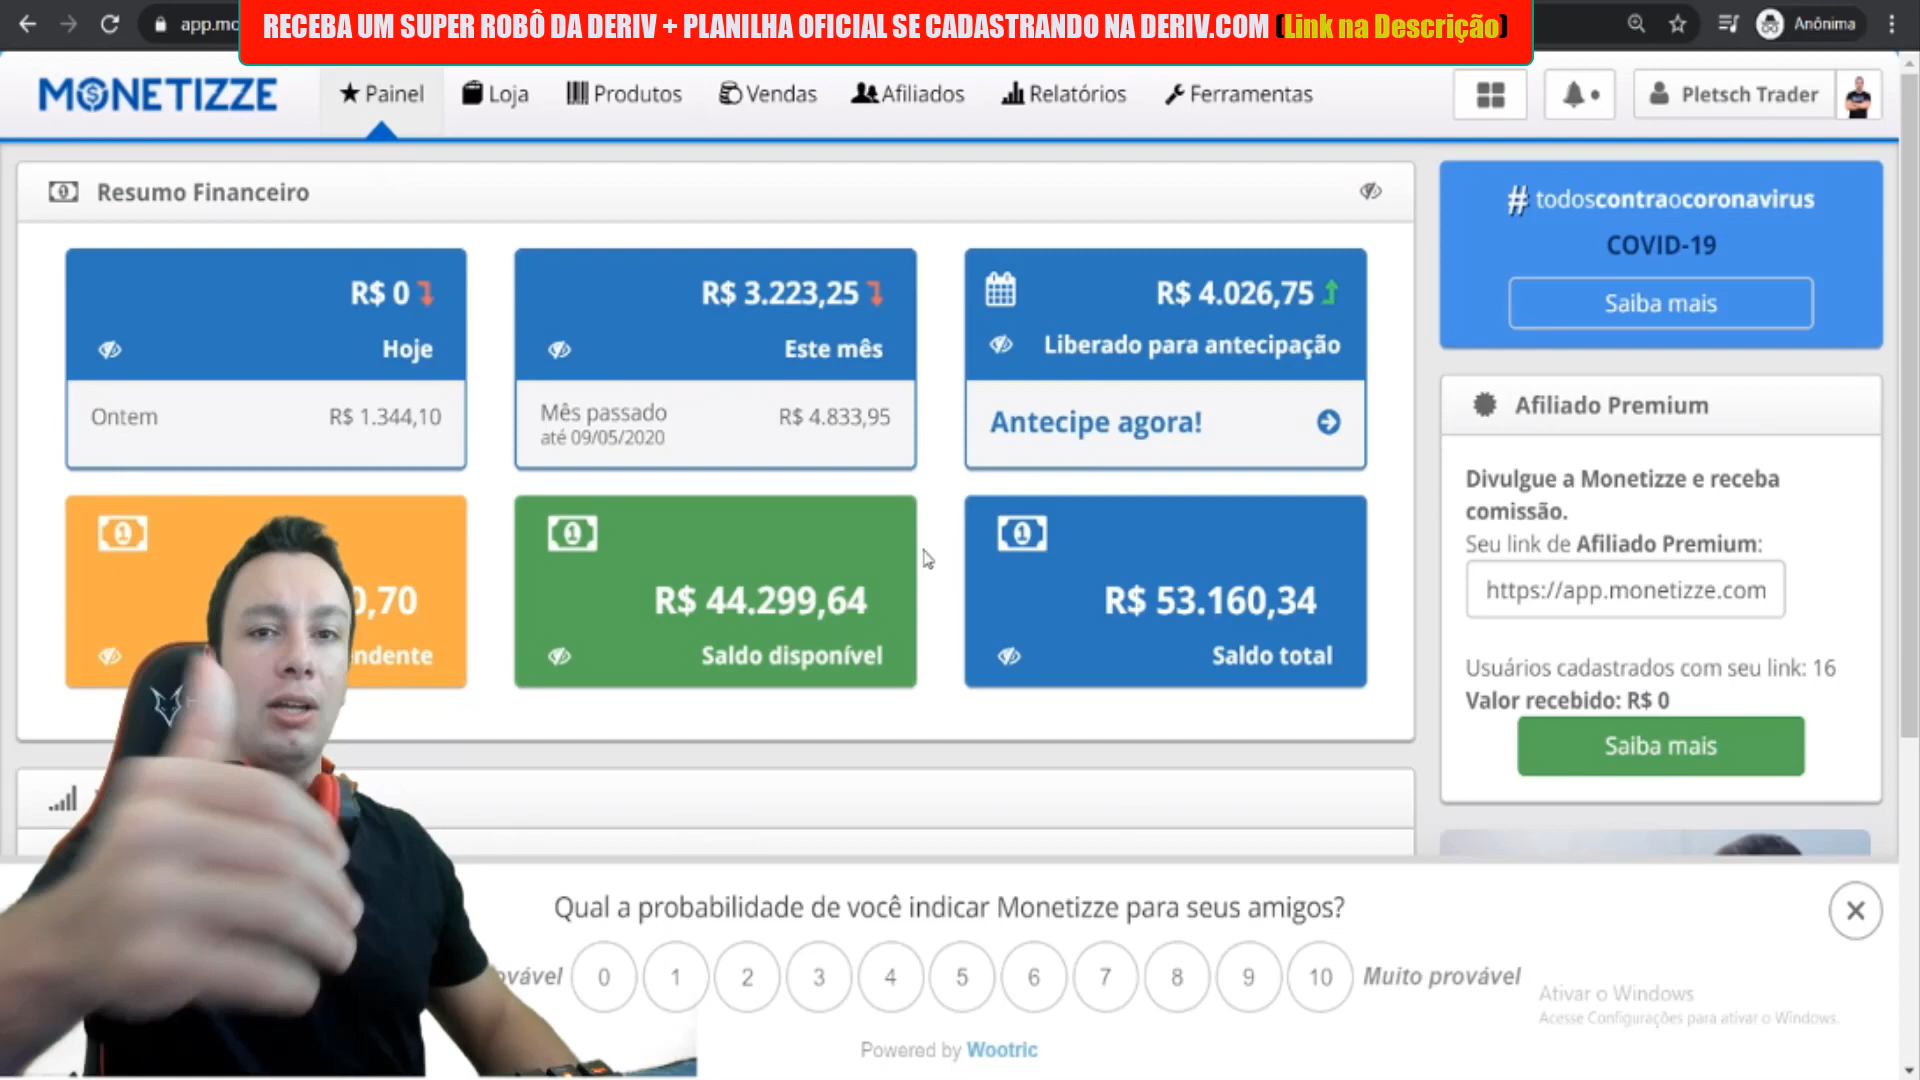 RECEBA UM SUPER ROBÔ DA DERIV + PLANILHA OFICIAL SE CADASTRANDO NA DERIV.COM (Link na Descrição)
app.mo
Anônima
MONETIZZE
Painel
Loja
Produtos
Vendas
Afiliados
Relatórios
Ferramentas
Pletsch Trader
Resumo Financeiro
R$ 0
Hoje
Ontem
R$ 1.344,10
R$ 3.223,25
Este mês
Mês passado
até 09/05/2020
R$ 4.833,95
R$ 4.026,75
Liberado para antecipação
Antecipe agora!
0,70
ndente
R$ 44.299,64
Saldo disponível
R$ 53.160,34
Saldo total
# todoscontraocoronavirus
COVID-19
Saiba mais
Afiliado Premium
Divulgue a Monetizze e receba
comissão.
Seu link de Afiliado Premium:
https://app.monetizze.com
Usuários cadastrados com seu link: 16
Valor recebido: R$ 0
Saiba mais
Qual a probabilidade de você indicar Monetizze para seus amigos?
ovável 0 1 2 3 4 5 6 7 8 9 10 Muito provável
Powered by Wootric
Ativar o Windows
Acesse Configurações para ativar o Windows.